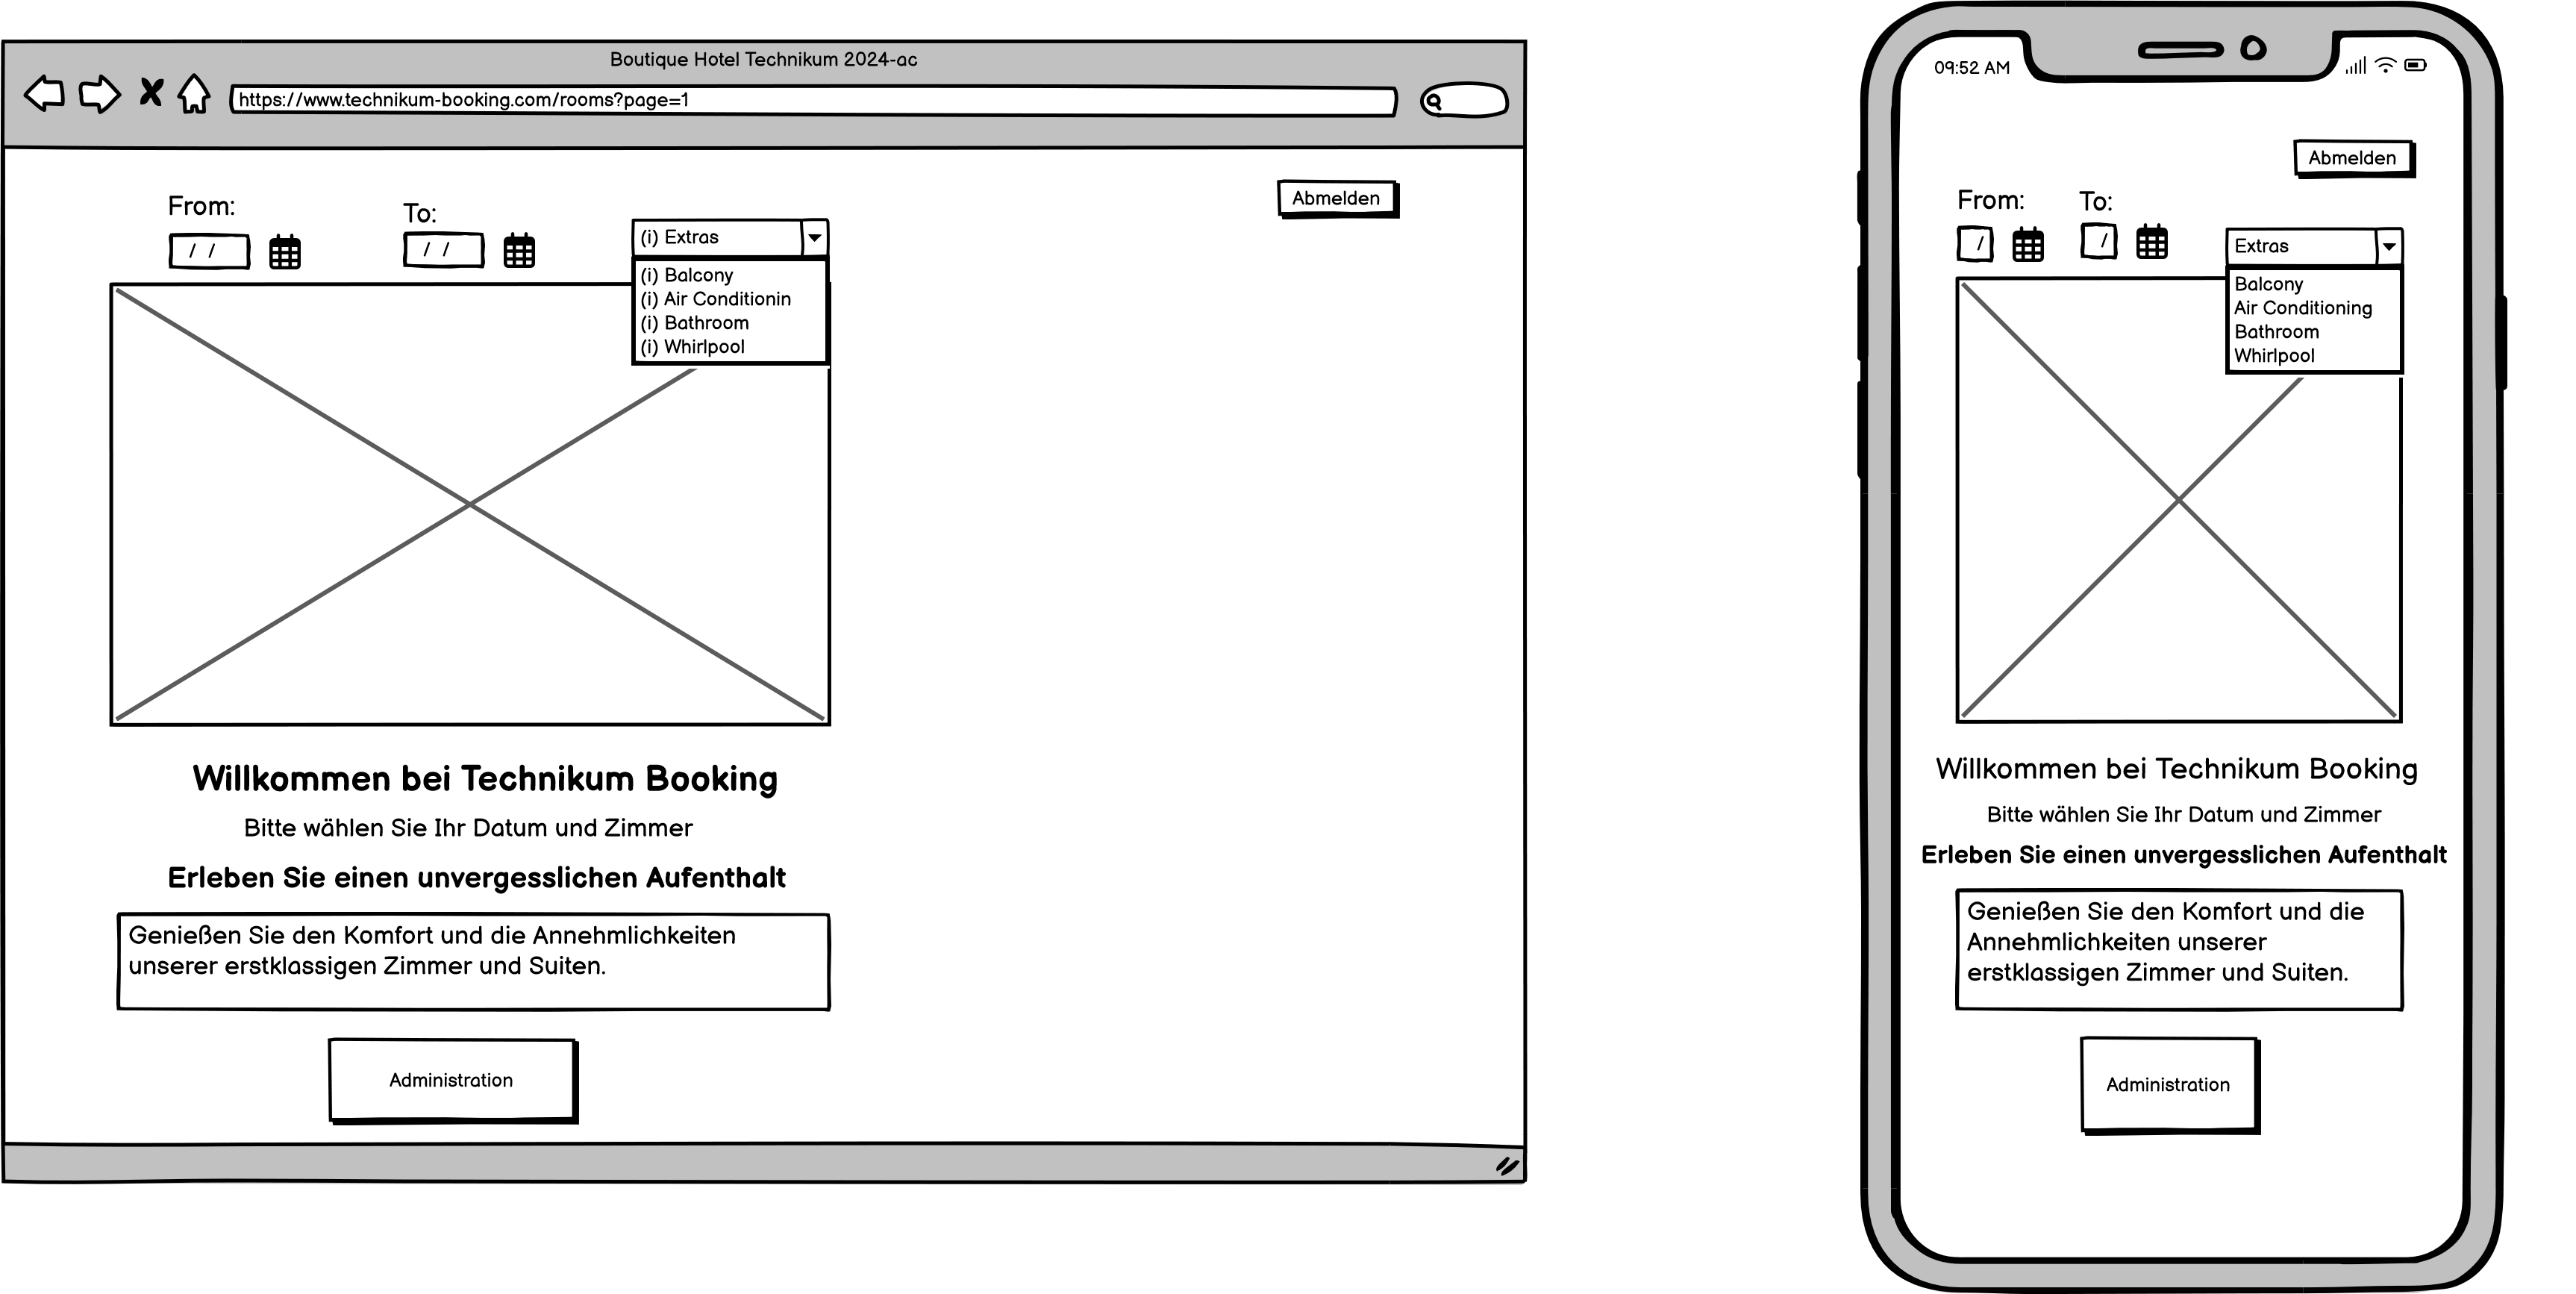 Boutique Hotel Technikum 2024-ac
https://www.technikum-booking.com/rooms?page=1
Abmelden
From:
To:
/ /
/ /
(i) Extras
(i) Balcony
(i) Air Conditionin
(i) Bathroom
(i) Whirlpool
Willkommen bei Technikum Booking
Bitte wählen Sie Ihr Datum und Zimmer
Erleben Sie einen unvergesslichen Aufenthalt
Genießen Sie den Komfort und die Annehmlichkeiten
unserer erstklassigen Zimmer und Suiten.
Administration
09:52 AM
Abmelden
From:
To:
/
/
Extras
Balcony
Air Conditioning
Bathroom
Whirlpool
Willkommen bei Technikum Booking
Bitte wählen Sie Ihr Datum und Zimmer
Erleben Sie einen unvergesslichen Aufenthalt
Genießen Sie den Komfort und die
Annehmlichkeiten unserer
erstklassigen Zimmer und Suiten.
Administration